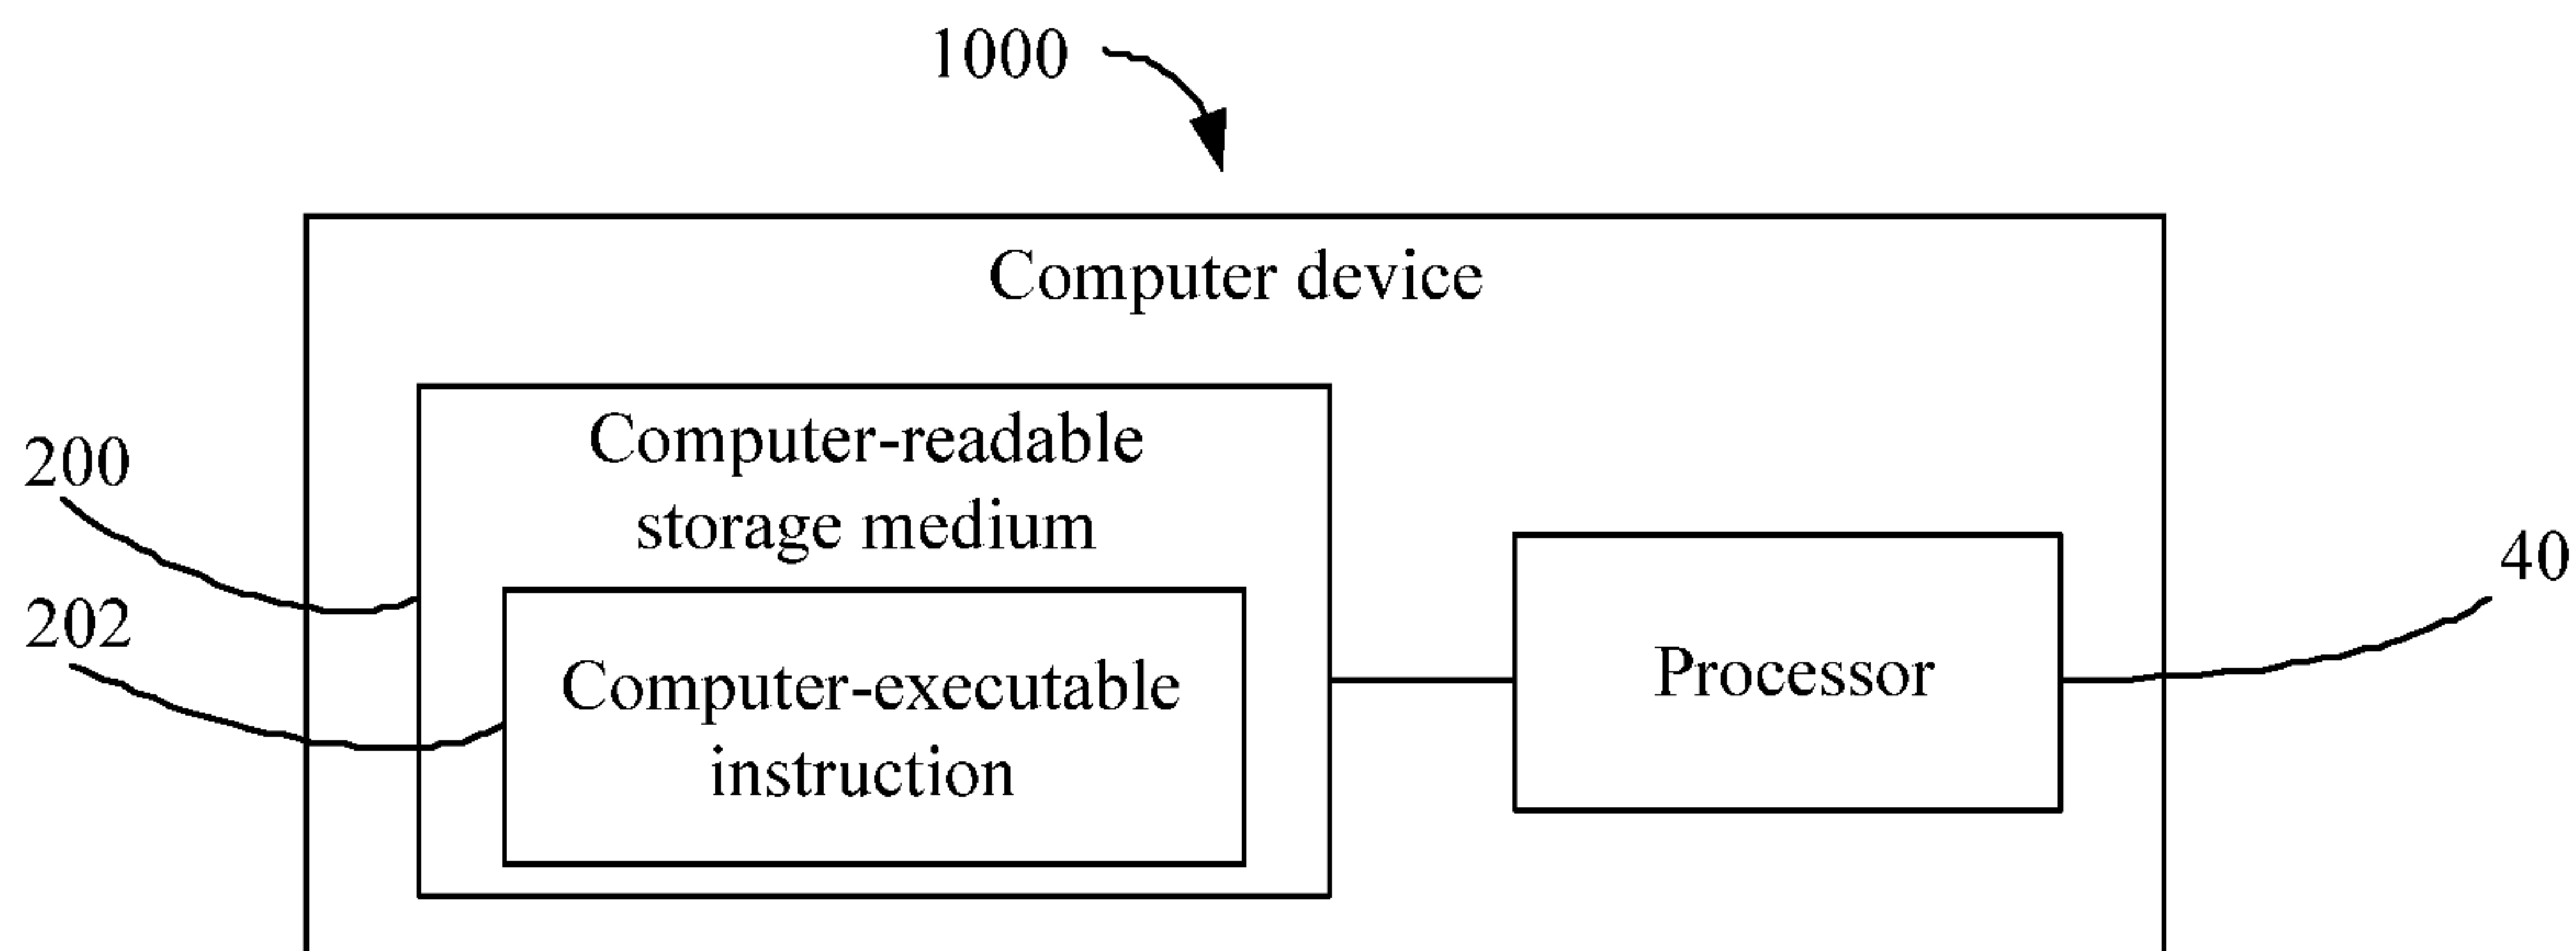 1000
Computer device
Computer-readable
storage medium
200
202
Computer-executable
instruction
Processor
40